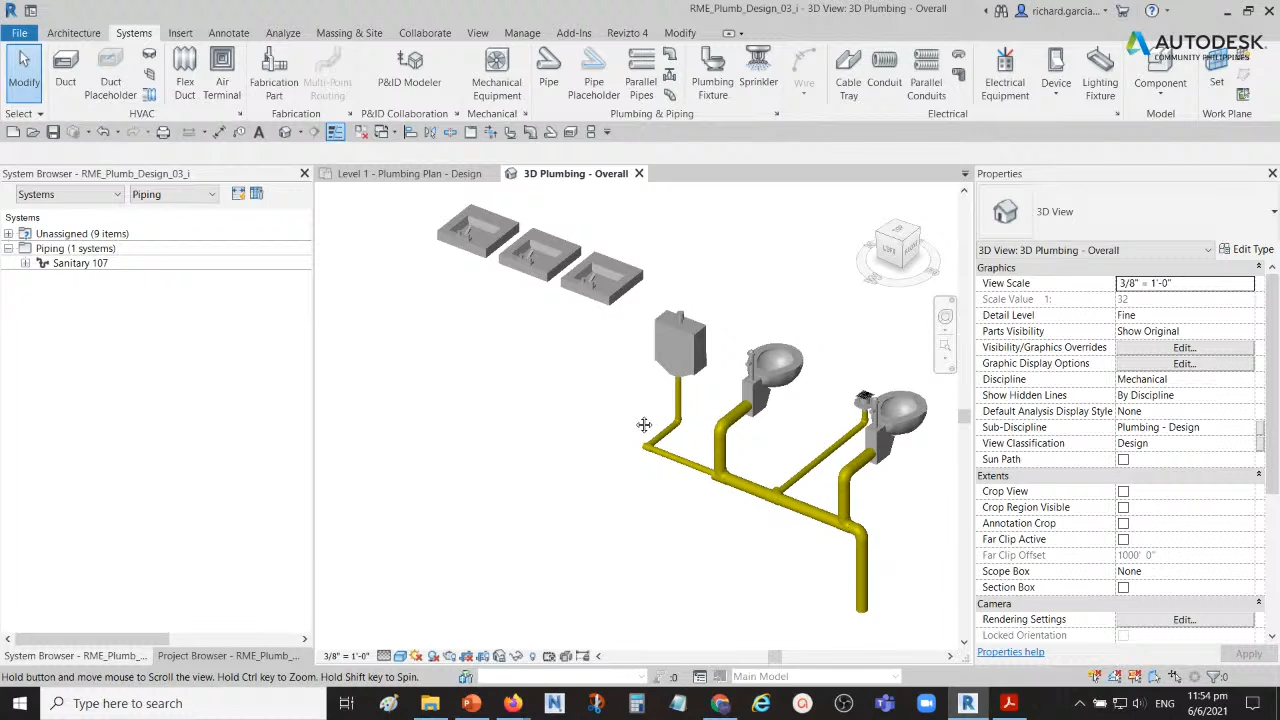 RME_Plumb_Design_03_i - 3D View: 3D Plumbing - Overall
richard.garcia...
File Architecture Systems Insert Annotate Analyze Massing & Site Collaborate View Manage Add-Ins Revizto 4 Modify
AUTODESK
COMMUNITY PHILIPPINES
Modify
Duct
Duct
Placeholder
Flex
Duct
Air
Terminal
Fabrication
Part
Multi-Point
Routing
P&ID Modeler
Mechanical
Equipment
Pipe
Pipe
Placeholder
Parallel
Pipes
Plumbing
Fixture
Sprinkler
Wire
Cable
Tray
Conduit
Parallel
Conduits
Electrical
Equipment
Device
Lighting
Fixture
Component
Set
Select HVAC Fabrication P&ID Collaboration Mechanical Plumbing & Piping Electrical Model Work Plane
System Browser - RME_Plumb_Design_03_i
Level 1 - Plumbing Plan - Design
3D Plumbing - Overall
Properties
Systems
Piping
Systems
Unassigned (9 items)
Piping (1 systems)
Sanitary 107
LEFT
3D View
3D View: 3D Plumbing - Overall
Edit Type
Graphics
View Scale 3/8" = 1'-0"
Scale Value 1: 32
Detail Level Fine
Parts Visibility Show Original
Visibility/Graphics Overrides Edit...
Graphic Display Options Edit...
Discipline Mechanical
Show Hidden Lines By Discipline
Default Analysis Display Style None
Sub-Discipline Plumbing - Design
View Classification Design
Sun Path
Extents
Crop View
Crop Region Visible
Annotation Crop
Far Clip Active
Far Clip Offset 1000' 0"
Scope Box None
Section Box
Camera
Rendering Settings Edit...
Locked Orientation
Properties help
Apply
System Browser - RME_Plumb_...
Project Browser - RME_Plumb_...
3/8" = 1'-0"
Hold button and move mouse to Scroll the view. Hold Ctrl key to Zoom. Hold Shift key to Spin.
:0
Main Model
:0
Type here to search
ENG
11:54 pm
6/6/2021